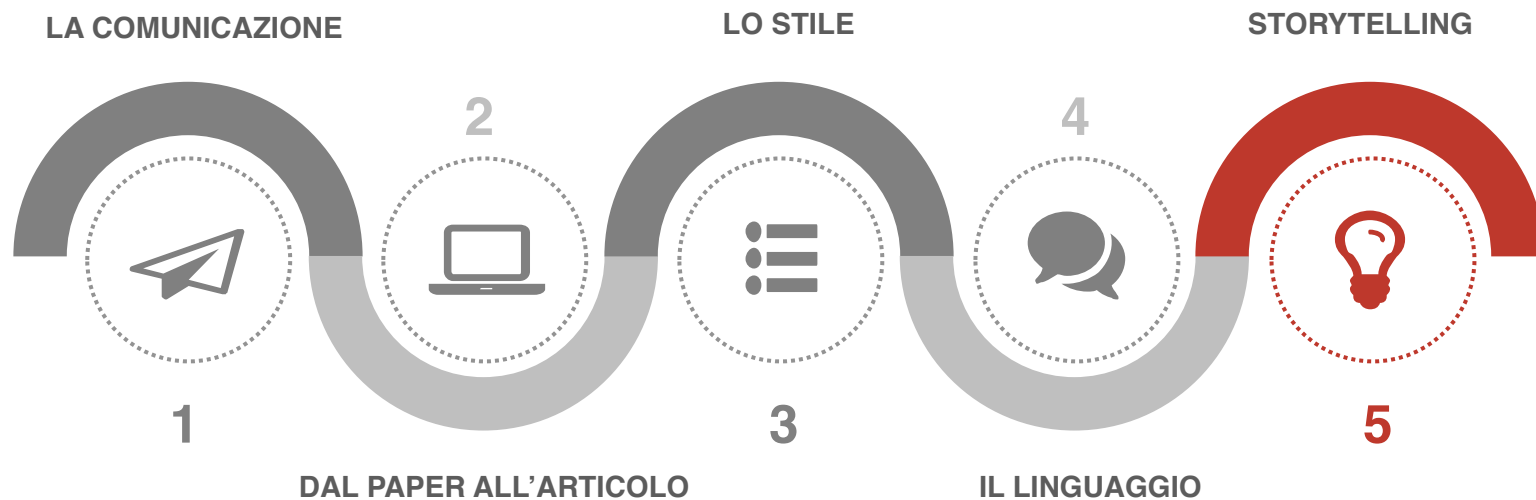 LA COMUNICAZIONE
1
2
DAL PAPER ALL’ARTICOLO
LO STILE
3
4
IL LINGUAGGIO
STORYTELLING
5